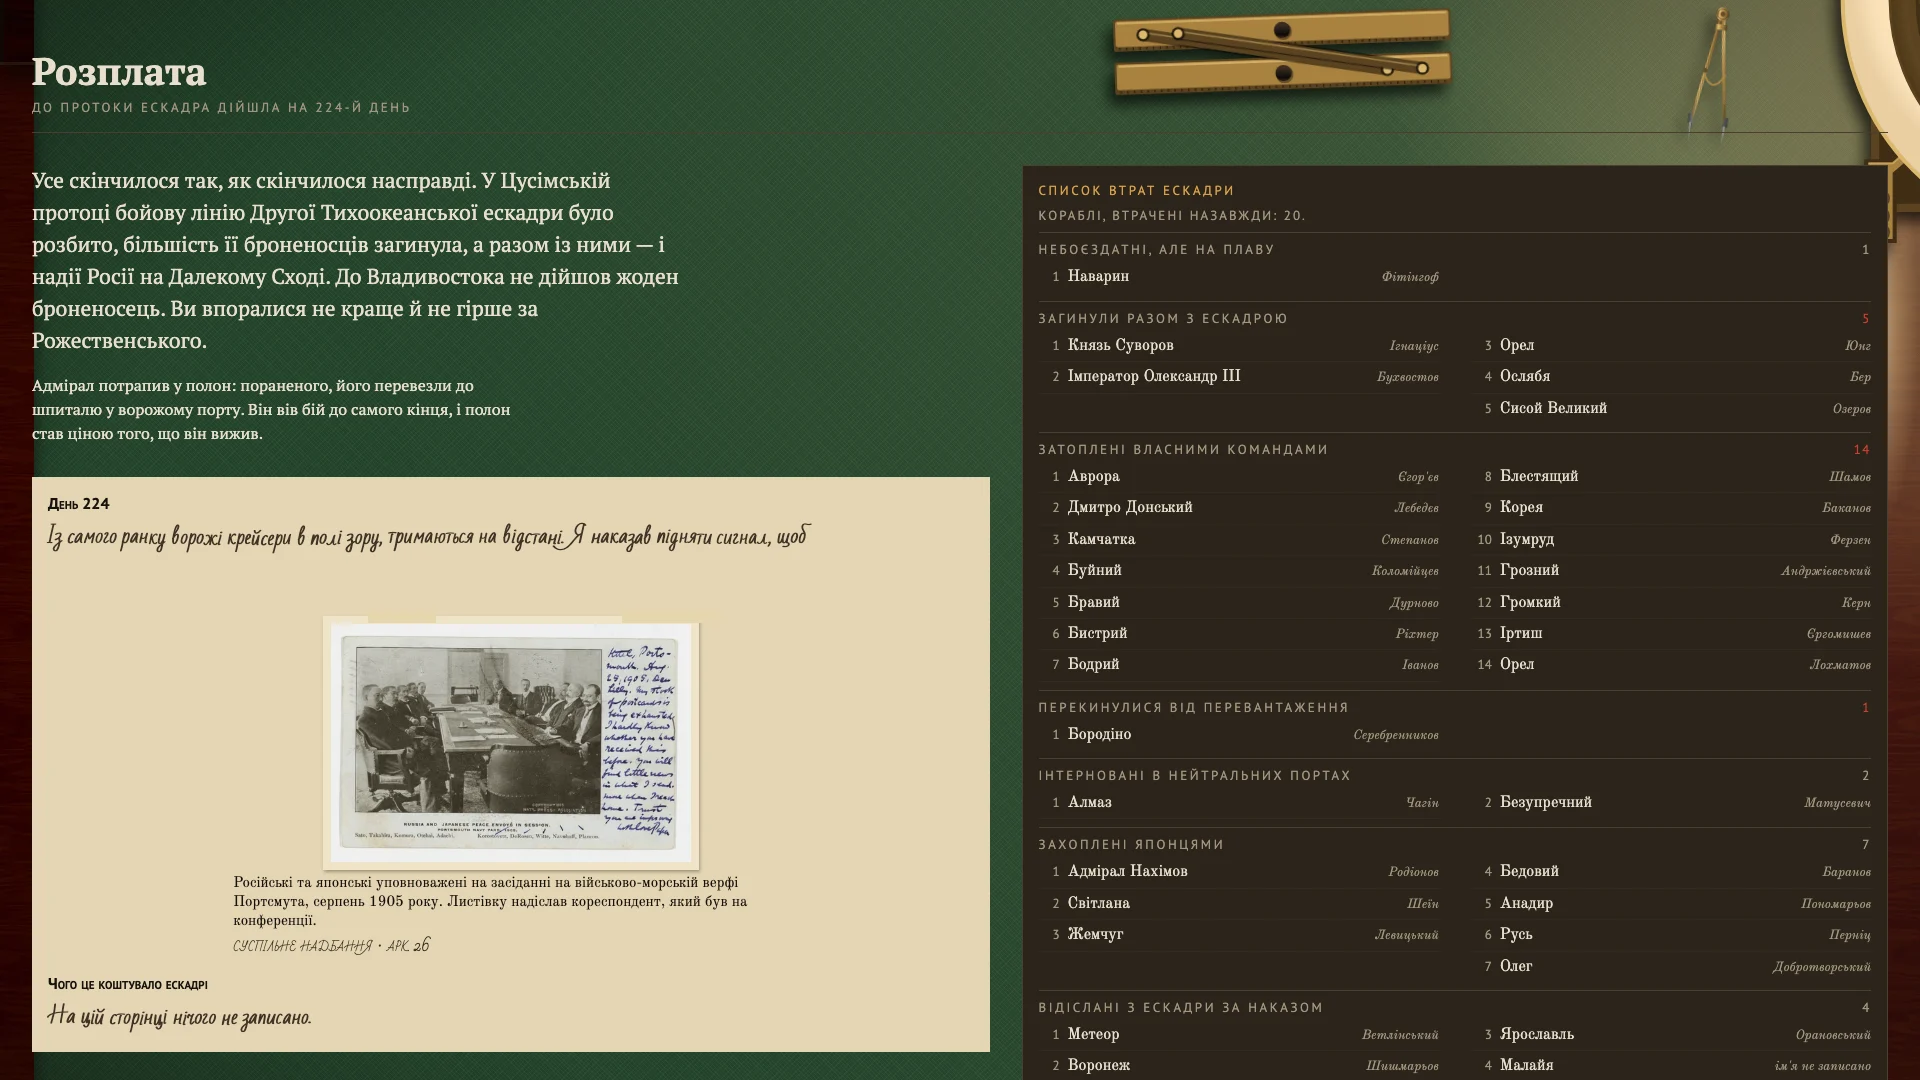 Розплата
ДО ПРОТОКИ ЕСКАДРА ДІЙШЛА НА 224-Й ДЕНЬ
Усе скінчилося так, як скінчилося насправді. У Цусімській
протоці бойову лінію Другої Тихоокеанської ескадри було
розбито, більшість її броненосців загинула, а разом із ними — і
надії Росії на Далекому Сході. До Владивостока не дійшов жоден
броненосець. Ви впоралися не краще й не гірше за
Рожественського.
Адмірал потрапив у полон: пораненого, його перевезли до
шпиталю у ворожому порту. Він вів бій до самого кінця, і полон
став ціною того, що він вижив.
День 224
Із самого ранку ворожі крейсери в полі зору, тримаються на відстані. Я наказав підняти сигнал, щоб
RUSSIA AND JAPANESE PEACE ENVOYS IN SESSION.
PORTSMOUTH NAVY YARD, 1905.
Російські та японські уповноважені на засіданні на військово-морській верфі
Портсмута, серпень 1905 року. Листівку надіслав кореспондент, який був на
конференції.
СУСПІЛЬНЕ НАДБАННЯ • АРК. 26
Чого це коштувало ескадрі
На цій сторінці нічого не записано.
СПИСОК ВТРАТ ЕСКАДРИ
КОРАБЛІ, ВТРАЧЕНІ НАЗАВЖДИ: 20.
НЕБОЄЗДАТНІ, АЛЕ НА ПЛАВУ 1
1 Наварин Фітінгоф
ЗАГИНУЛИ РАЗОМ З ЕСКАДРОЮ 5
1 Князь Суворов Ігнаціус
2 Імператор Олександр III Бухвостов
3 Орел Юнг
4 Ослябя Бер
5 Сисой Великий Озеров
ЗАТОПЛЕНІ ВЛАСНИМИ КОМАНДАМИ 14
1 Аврора Єгор'єв
2 Дмитро Донський Лебедєв
3 Камчатка Степанов
4 Буйний Коломійцев
5 Бравий Дурново
6 Бистрий Ріхтер
7 Бодрий Іванов
8 Блестящий Шамов
9 Корея Баканов
10 Ізумруд Ферзен
11 Грозний Андржієвський
12 Громкий Керн
13 Іртиш Єргомишев
14 Орел Лохматов
ПЕРЕКИНУЛИСЯ ВІД ПЕРЕВАНТАЖЕННЯ 1
1 Бородіно Серебренников
ІНТЕРНОВАНІ В НЕЙТРАЛЬНИХ ПОРТАХ 2
1 Алмаз Чагін
2 Безупречний Матусевич
ЗАХОПЛЕНІ ЯПОНЦЯМИ 7
1 Адмірал Нахімов Родіонов
2 Світлана Шеїн
3 Жемчуг Левицький
4 Бедовий Баранов
5 Анадир Пономарьов
6 Русь Перніц
7 Олег Добротворський
ВІДІСЛАНІ З ЕСКАДРИ ЗА НАКАЗОМ 4
1 Метеор Ветлінський
2 Воронеж Шишмарьов
3 Ярославль Орановський
4 Малайя ім'я не записано